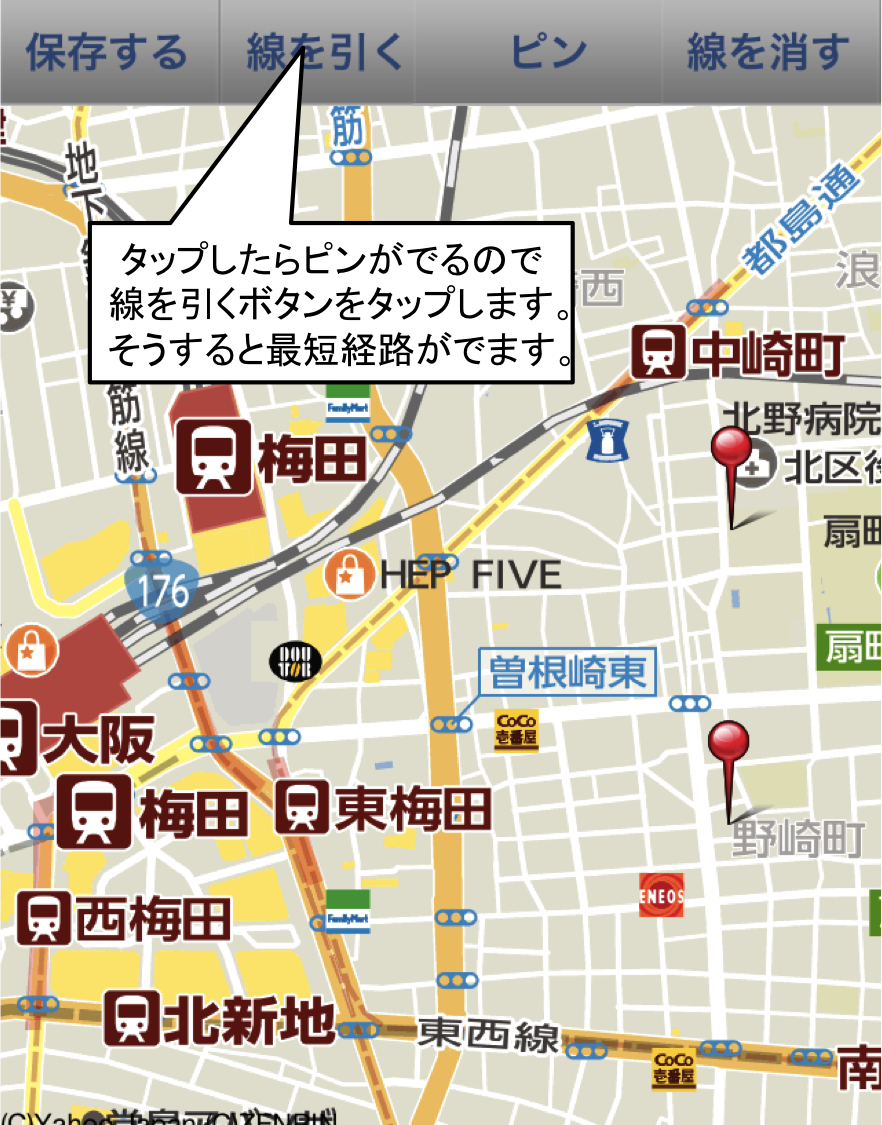 保存する
線を引く
ピン
線を消す
筋
地下
都島通
浪
タップしたらピンがでるので
線を引くボタンをタップします。
そうすると最短経路がでます。
西
中崎町
筋線
FamilyMart
LAWSON
北野病院
梅田
北区役
扇町
176
HEP FIVE
扇町
DOU
TOR
曽根崎東
CoCo
壱番屋
大阪
梅田
東梅田
野崎町
ENEOS
西梅田
FamilyMart
北新地
東西線
CoCo
壱番屋
南